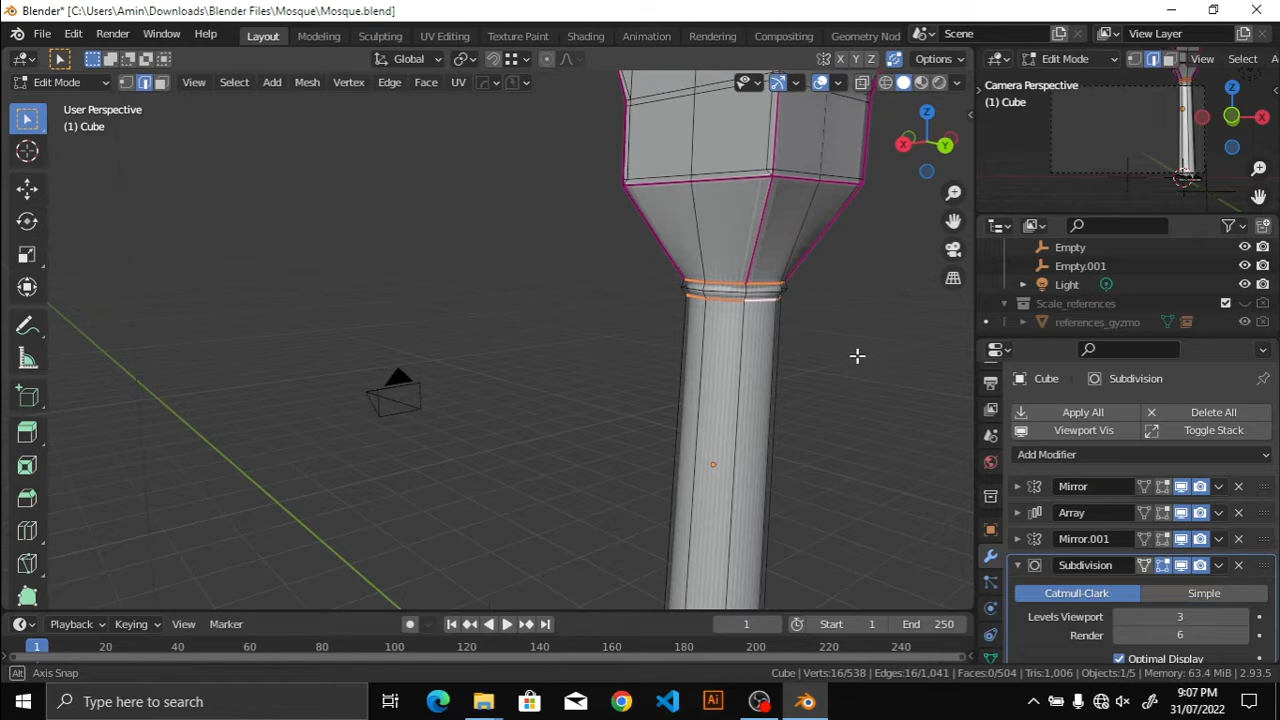 Blender* [C:\Users\Amin\Downloads\Blender Files\Mosque\Mosque.blend]
File Edit Render Window Help Layout Modeling Sculpting UV Editing Texture Paint Shading Animation Rendering Compositing Geometry Nod Scene View Layer
Global X Y Z Options
Edit Mode View Select Add Mesh Vertex Edge Face UV
Edit Mode View Select
User Perspective
(1) Cube
Camera Perspective
(1) Cube
Empty
Empty.001
Light
Scale_references
references_gyzmo
Cube Subdivision
Apply All Delete All
Viewport Vis Toggle Stack
Add Modifier
Mirror
Array
Mirror.001
Subdivision
Catmull-Clark Simple
Levels Viewport 3
Render 6
Optimal Display
Playback Keying View Marker 1 Start 1 End 250
1 20 40 60 80 100 120 140 160 180 200 220 240
Alt Axis Snap Cube | Verts:16/538 | Edges:16/1,041 | Faces:0/504 | Tris:1,006 | Objects:1/5 | Memory: 63.4 MiB | 2.93.5
Type here to search
9:07 PM
31/07/2022